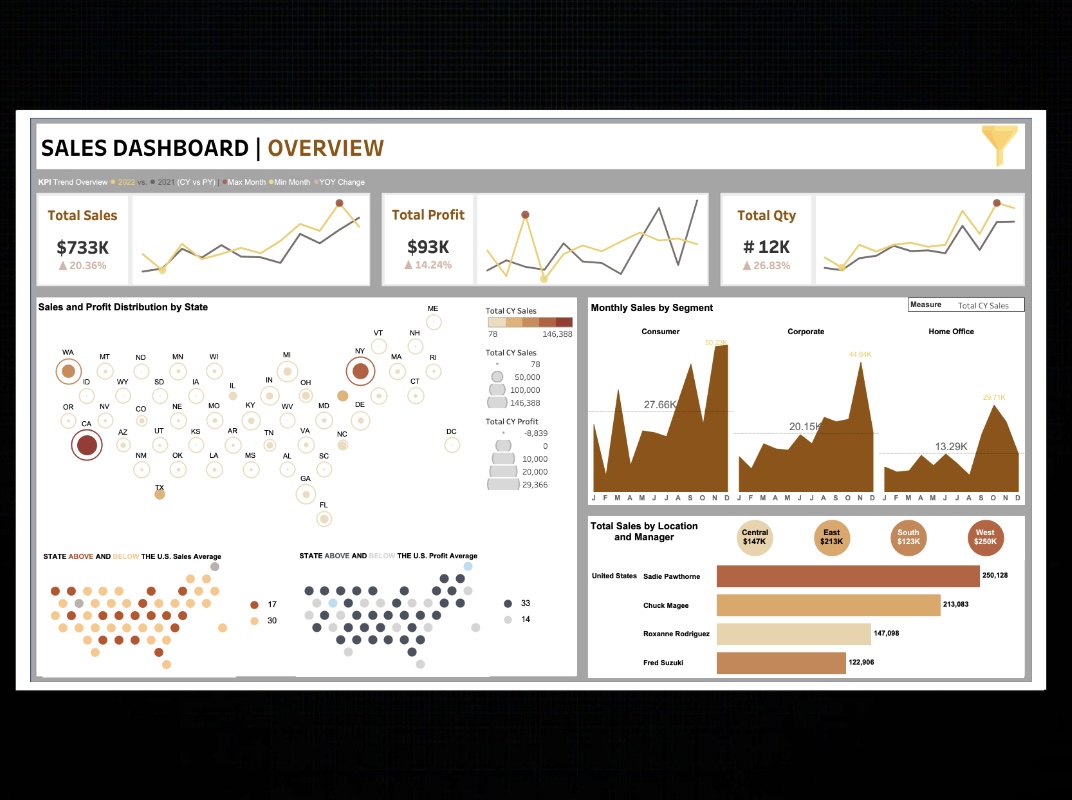 SALES DASHBOARD | OVERVIEW
KPI Trend Overview 2022 vs. 2021 (CY vs PY) | Max Month Min Month YOY Change
Total Sales
$733K
▲ 20.36%
Total Profit
$93K
▲ 14.24%
Total Qty
# 12K
▲ 26.83%
Sales and Profit Distribution by State
ME
VT NH
WA MT ND MN WI MI NY MA RI
ID WY SD IA IL IN OH CT
OR NV CO NE MO KY WV MD DE
CA AZ UT KS AR TN VA NC DC
NM OK LA MS AL SC
TX GA
FL
Total CY Sales
78 146,388
Total CY Sales
78
50,000
100,000
146,388
Total CY Profit
-8,839
0
10,000
20,000
29,366
STATE ABOVE AND BELOW THE U.S. Sales Average
17
30
STATE ABOVE AND BELOW THE U.S. Profit Average
33
14
Monthly Sales by Segment
Measure Total CY Sales
Consumer Corporate Home Office
27.66K
44.64K
20.15K
29.71K
13.29K
J F M A M J J A S O N D J F M A M J J A S O N D J F M A M J J A S O N D
Total Sales by Location
and Manager
Central
$147K
East
$213K
South
$123K
West
$250K
United States Sadie Pawthorne 250,128
Chuck Magee 213,083
Roxanne Rodriguez 147,098
Fred Suzuki 122,906